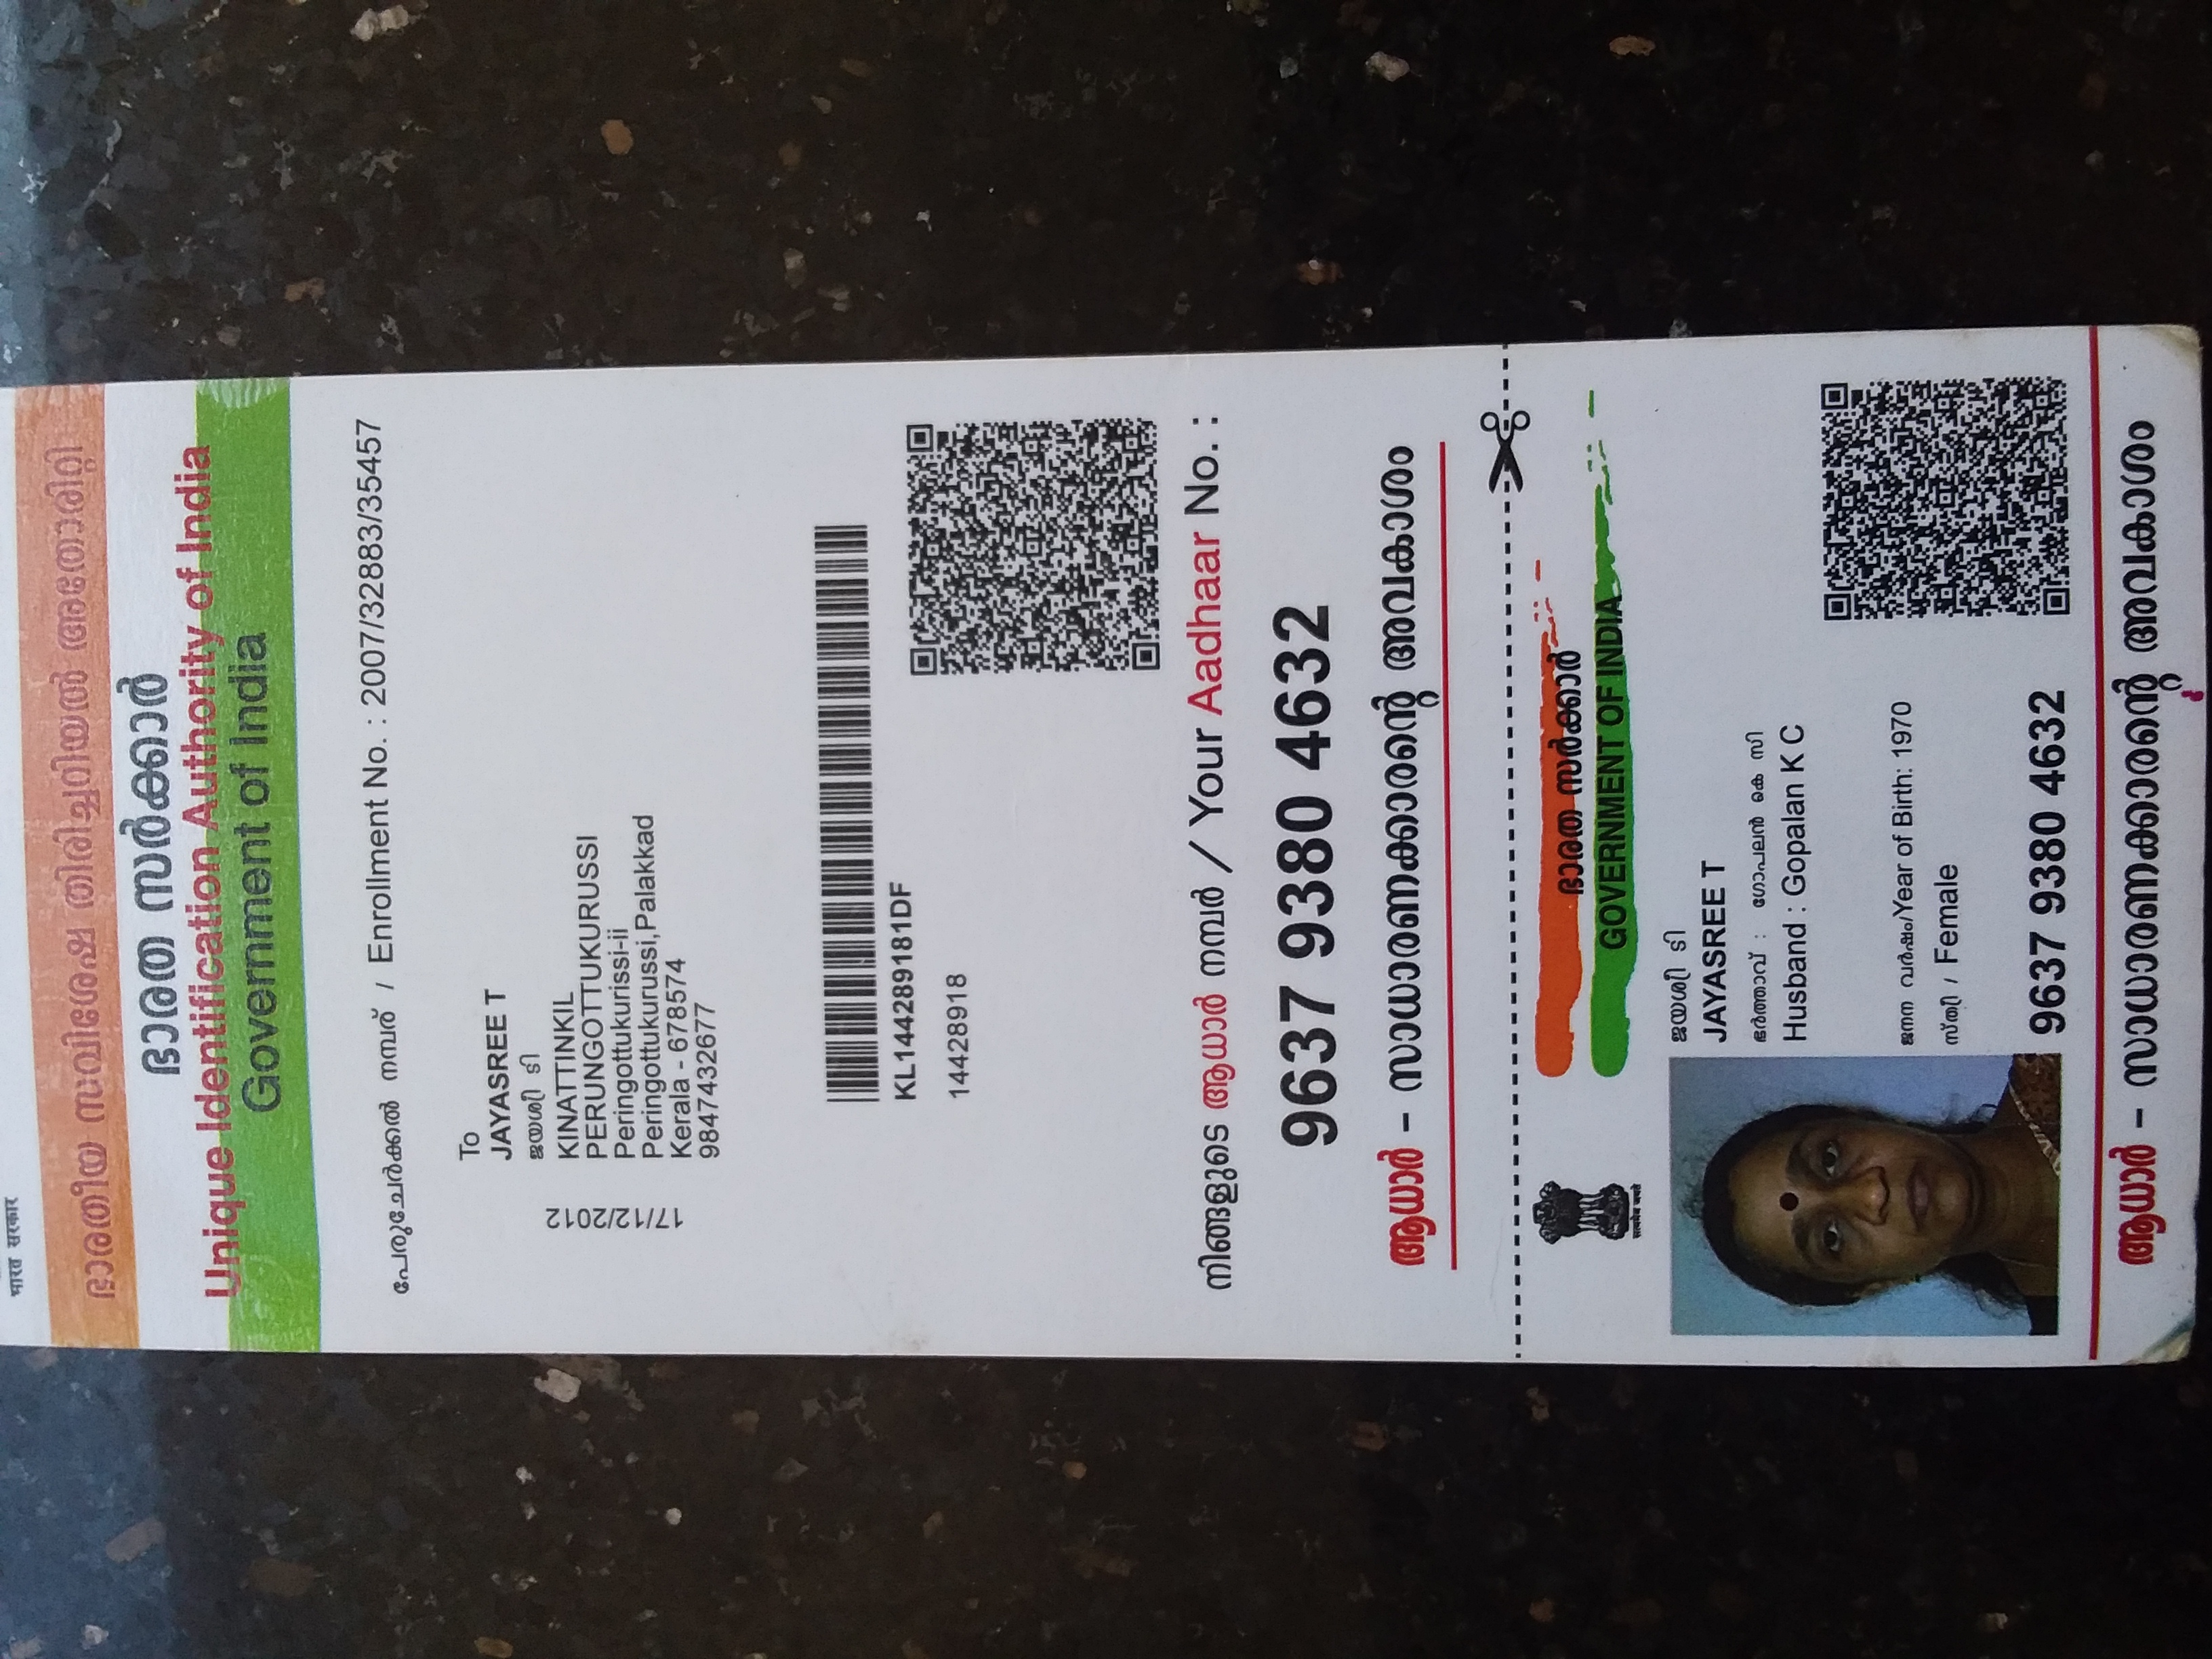 भारत सरकार
ഭാരതീയ സവിശേഷ തിരിച്ചറിയൽ അതോരിറ്റി
ഭാരത സർക്കാർ
Unique Identification Authority of India
Government of India
പേരുചേർക്കൽ നമ്പര് / Enrollment No. : 2007/32883/35457
17/12/2012
To
JAYASREE T
ജയശ്രീ ടി
KINATTINKIL
PERUNGOTTUKURUSSI
Peringottukurissi-ii
Peringottukurussi,Palakkad
Kerala - 678574
9847432677
KL144289181DF
14428918
നിങ്ങളുടെ ആധാർ നമ്പർ / Your Aadhaar No. :
9637 9380 4632
ആധാർ - സാധാരണക്കാരന്റെ അവകാശം
सत्यमेव जयते
ഭാരത സർക്കാർ
GOVERNMENT OF INDIA
ജയശ്രീ ടി
JAYASREE T
ഭർത്താവ് : ഗോപലൻ കെ സി
Husband : Gopalan K C
ജനന വർഷം/Year of Birth: 1970
സ്ത്രീ / Female
9637 9380 4632
ആധാർ - സാധാരണക്കാരന്റെ അവകാശം